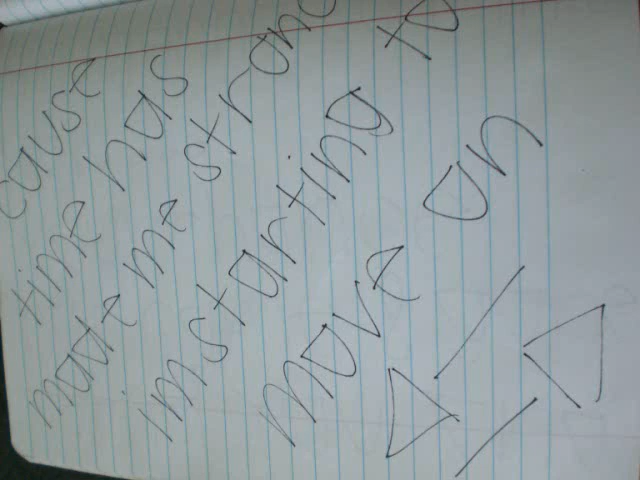 cause
time has
made me strong
im starting to
move on